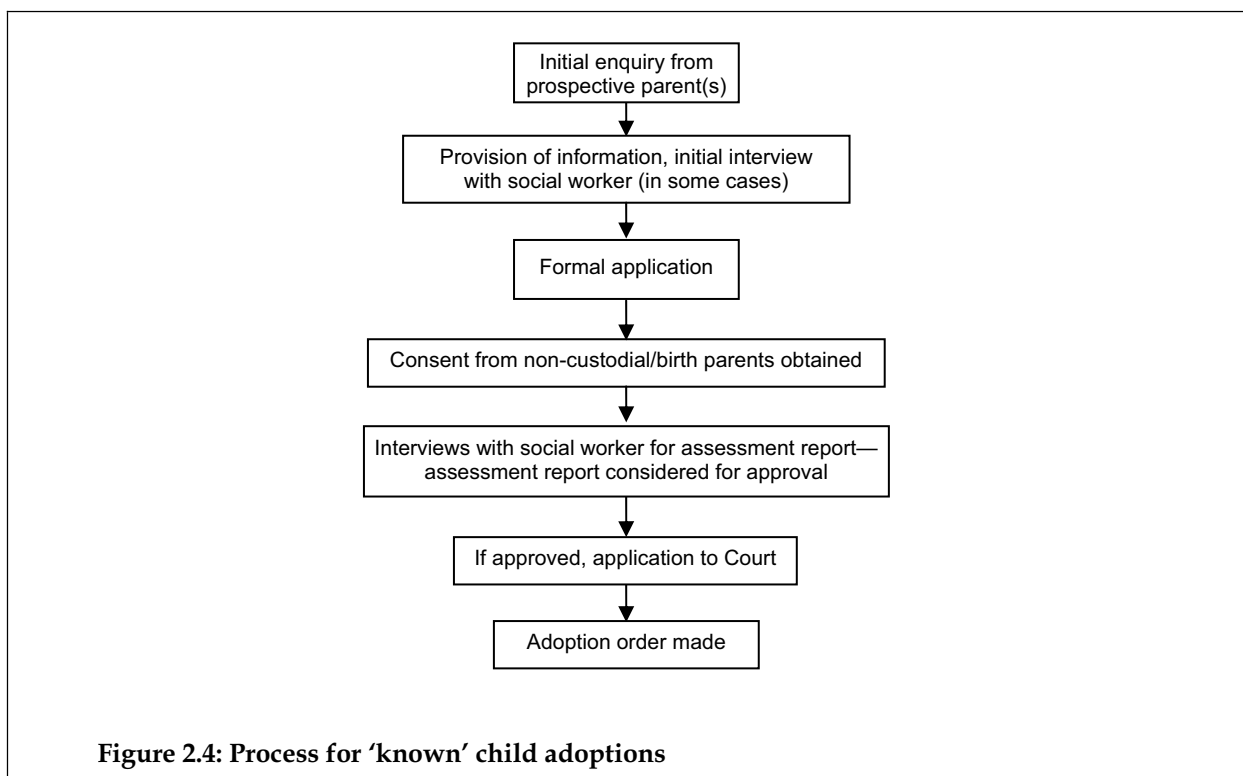 Initial enquiry from
prospective parent(s)
Provision of information, initial interview
with social worker (in some cases)
Formal application
Consent from non-custodial/birth parents obtained
Interviews with social worker for assessment report—
assessment report considered for approval
If approved, application to Court
Adoption order made
Figure 2.4: Process for ‘known’ child adoptions